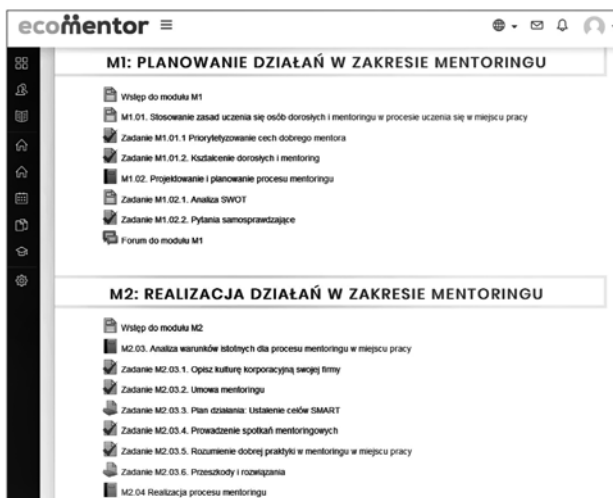 ecomentor
M1: PLANOWANIE DZIAŁAŃ W ZAKRESIE MENTORINGU
Wstęp do modułu M1
M1.01. Stosowanie zasad uczenia się osób dorosłych i mentoringu w procesie uczenia się w miejscu pracy
Zadanie M1.01.1 Priorytetyzowanie cech dobrego mentora
Zadanie M1.01.2. Kształcenie dorosłych i mentoring
M1.02. Projektowanie i planowanie procesu mentoringu
Zadanie M1.02.1. Analiza SWOT
Zadanie M1.02.2. Pytania samosprawdzające
Forum do modułu M1
M2: REALIZACJA DZIAŁAŃ W ZAKRESIE MENTORINGU
Wstęp do modułu M2
M2.03. Analiza warunków istotnych dla procesu mentoringu w miejscu pracy
Zadanie M2.03.1. Opisz kulturę korporacyjną swojej firmy
Zadanie M2.03.2. Umowa mentoringu
Zadanie M2.03.3. Plan działania: Ustalenie celów SMART
Zadanie M2.03.4. Prowadzenie spotkań mentoringowych
Zadanie M2.03.5. Rozumienie dobrej praktyki w mentoringu w miejscu pracy
Zadanie M2.03.6. Przeszkody i rozwiązania
M2.04 Realizacja procesu mentoringu